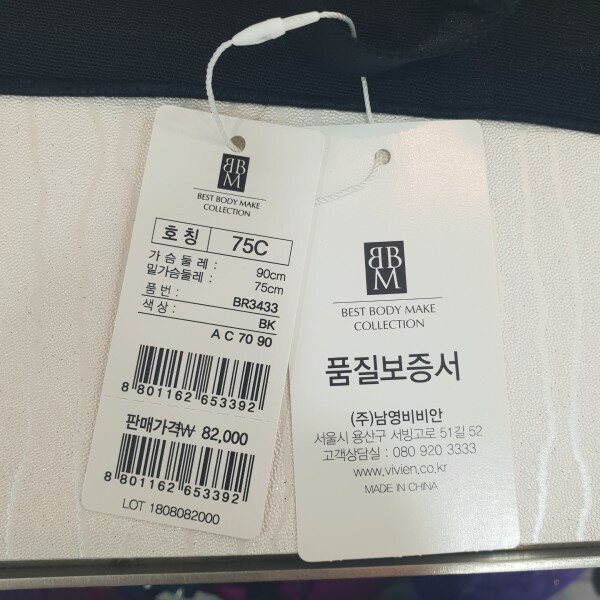 BBM
BEST BODY MAKE
COLLECTION
호칭 75C
가슴둘레 : 90cm
밑가슴둘레 : 75cm
품번 : BR3433
색상 : BK
A C 70 90
8 801162 653392
판매가격₩ 82,000
8 801162 653392
LOT 1808082000
BBM
BEST BODY MAKE
COLLECTION
품질보증서
(주)남영비비안
서울시 용산구 서빙고로 51길 52
고객상담실 : 080 920 3333
www.vivien.co.kr
MADE IN CHINA